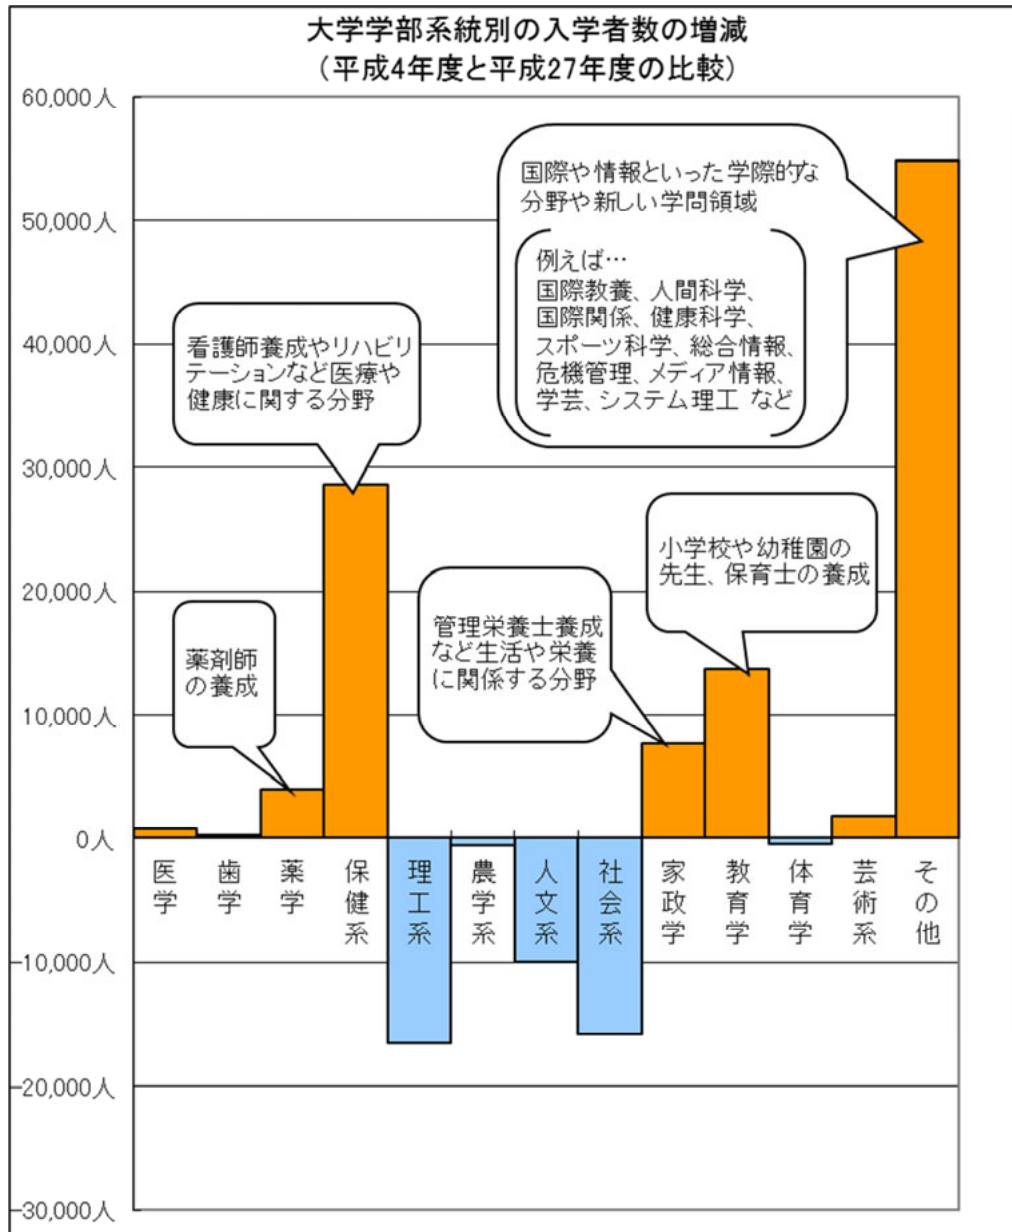 大学学部系統別の入学者数の増減
(平成4年度と平成27年度の比較)
60,000人
50,000人
40,000人
30,000人
20,000人
10,000人
0人
-10,000人
-20,000人
-30,000人
国際や情報といった学際的な
分野や新しい学問領域
例えば…
国際教養、人間科学、
国際関係、健康科学、
スポーツ科学、総合情報、
危機管理、メディア情報、
学芸、システム理工 など
看護師養成やリハビリ
テーションなど医療や
健康に関する分野
小学校や幼稚園の
先生、保育士の養成
管理栄養士養成
など生活や栄養
に関係する分野
薬剤師
の養成
医学
歯学
薬学
保健系
理工系
農学系
人文系
社会系
家政学
教育学
体育学
芸術系
その他